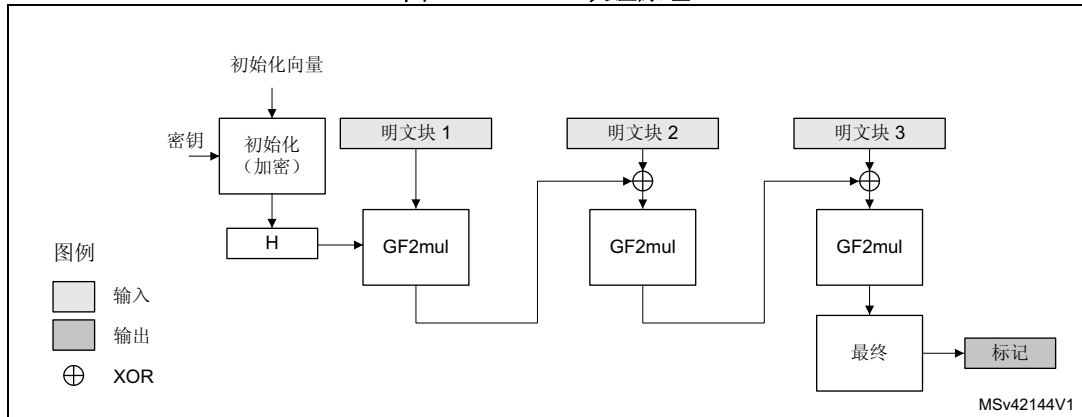 初始化向量
密钥
初始化
（加密）
明文块 1
明文块 2
明文块 3
H
GF2mul
GF2mul
GF2mul
图例
输入
输出
XOR
最终
标记
MSv42144V1